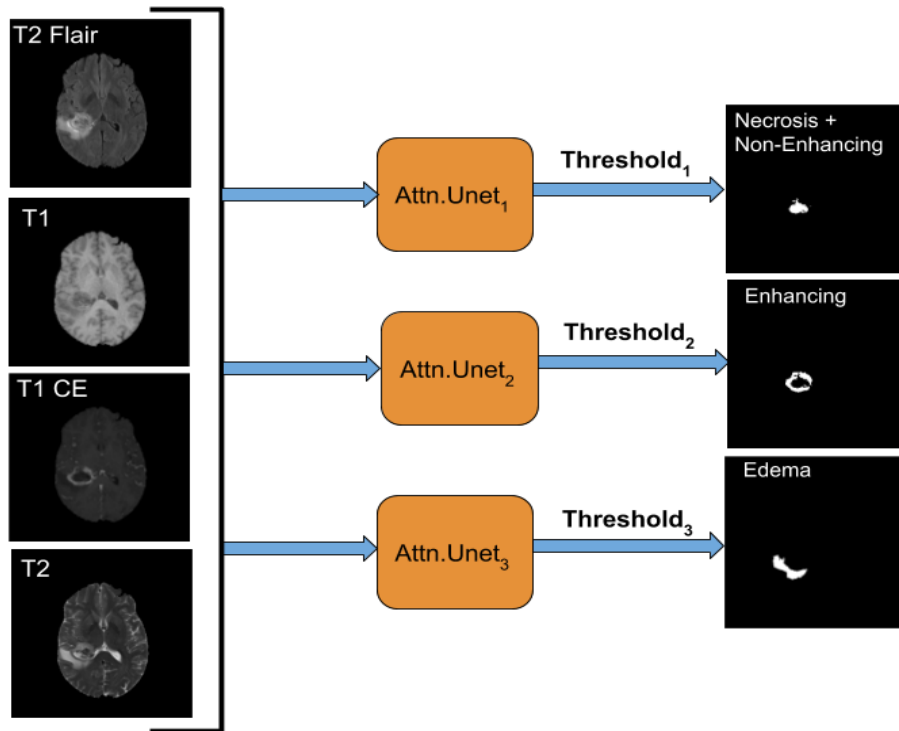 T2 Flair
T1
T1 CE
T2
Attn.Unet₁
Threshold₁
Necrosis +
Non-Enhancing
Attn.Unet₂
Threshold₂
Enhancing
Attn.Unet₃
Threshold₃
Edema